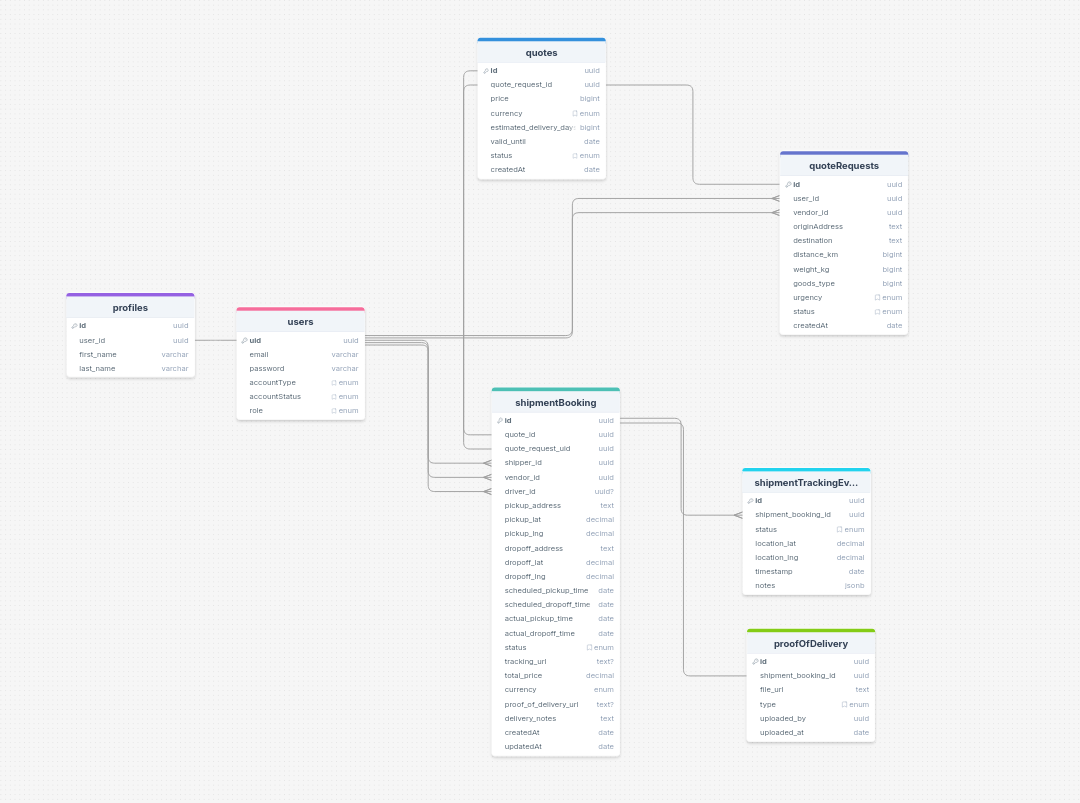 quotes
id uuid
quote_request_id uuid
price bigint
currency enum
estimated_delivery_day bigint
valid_until date
status enum
createdAt date
quoteRequests
id uuid
user_id uuid
vendor_id uuid
originAddress text
destination text
distance_km bigint
weight_kg bigint
goods_type bigint
urgency enum
status enum
createdAt date
profiles
id uuid
user_id uuid
first_name varchar
last_name varchar
users
uid uuid
email varchar
password varchar
accountType enum
accountStatus enum
role enum
shipmentBooking
id uuid
quote_id uuid
quote_request_uid uuid
shipper_id uuid
vendor_id uuid
driver_id uuid?
pickup_address text
pickup_lat decimal
pickup_lng decimal
dropoff_address text
dropoff_lat decimal
dropoff_lng decimal
scheduled_pickup_time date
scheduled_dropoff_time date
actual_pickup_time date
actual_dropoff_time date
status enum
tracking_url text?
total_price decimal
currency enum
proof_of_delivery_url text?
delivery_notes text
createdAt date
updatedAt date
shipmentTrackingEv...
id uuid
shipment_booking_id uuid
status enum
location_lat decimal
location_lng decimal
timestamp date
notes jsonb
proofOfDelivery
id uuid
shipment_booking_id uuid
file_url text
type enum
uploaded_by uuid
uploaded_at date